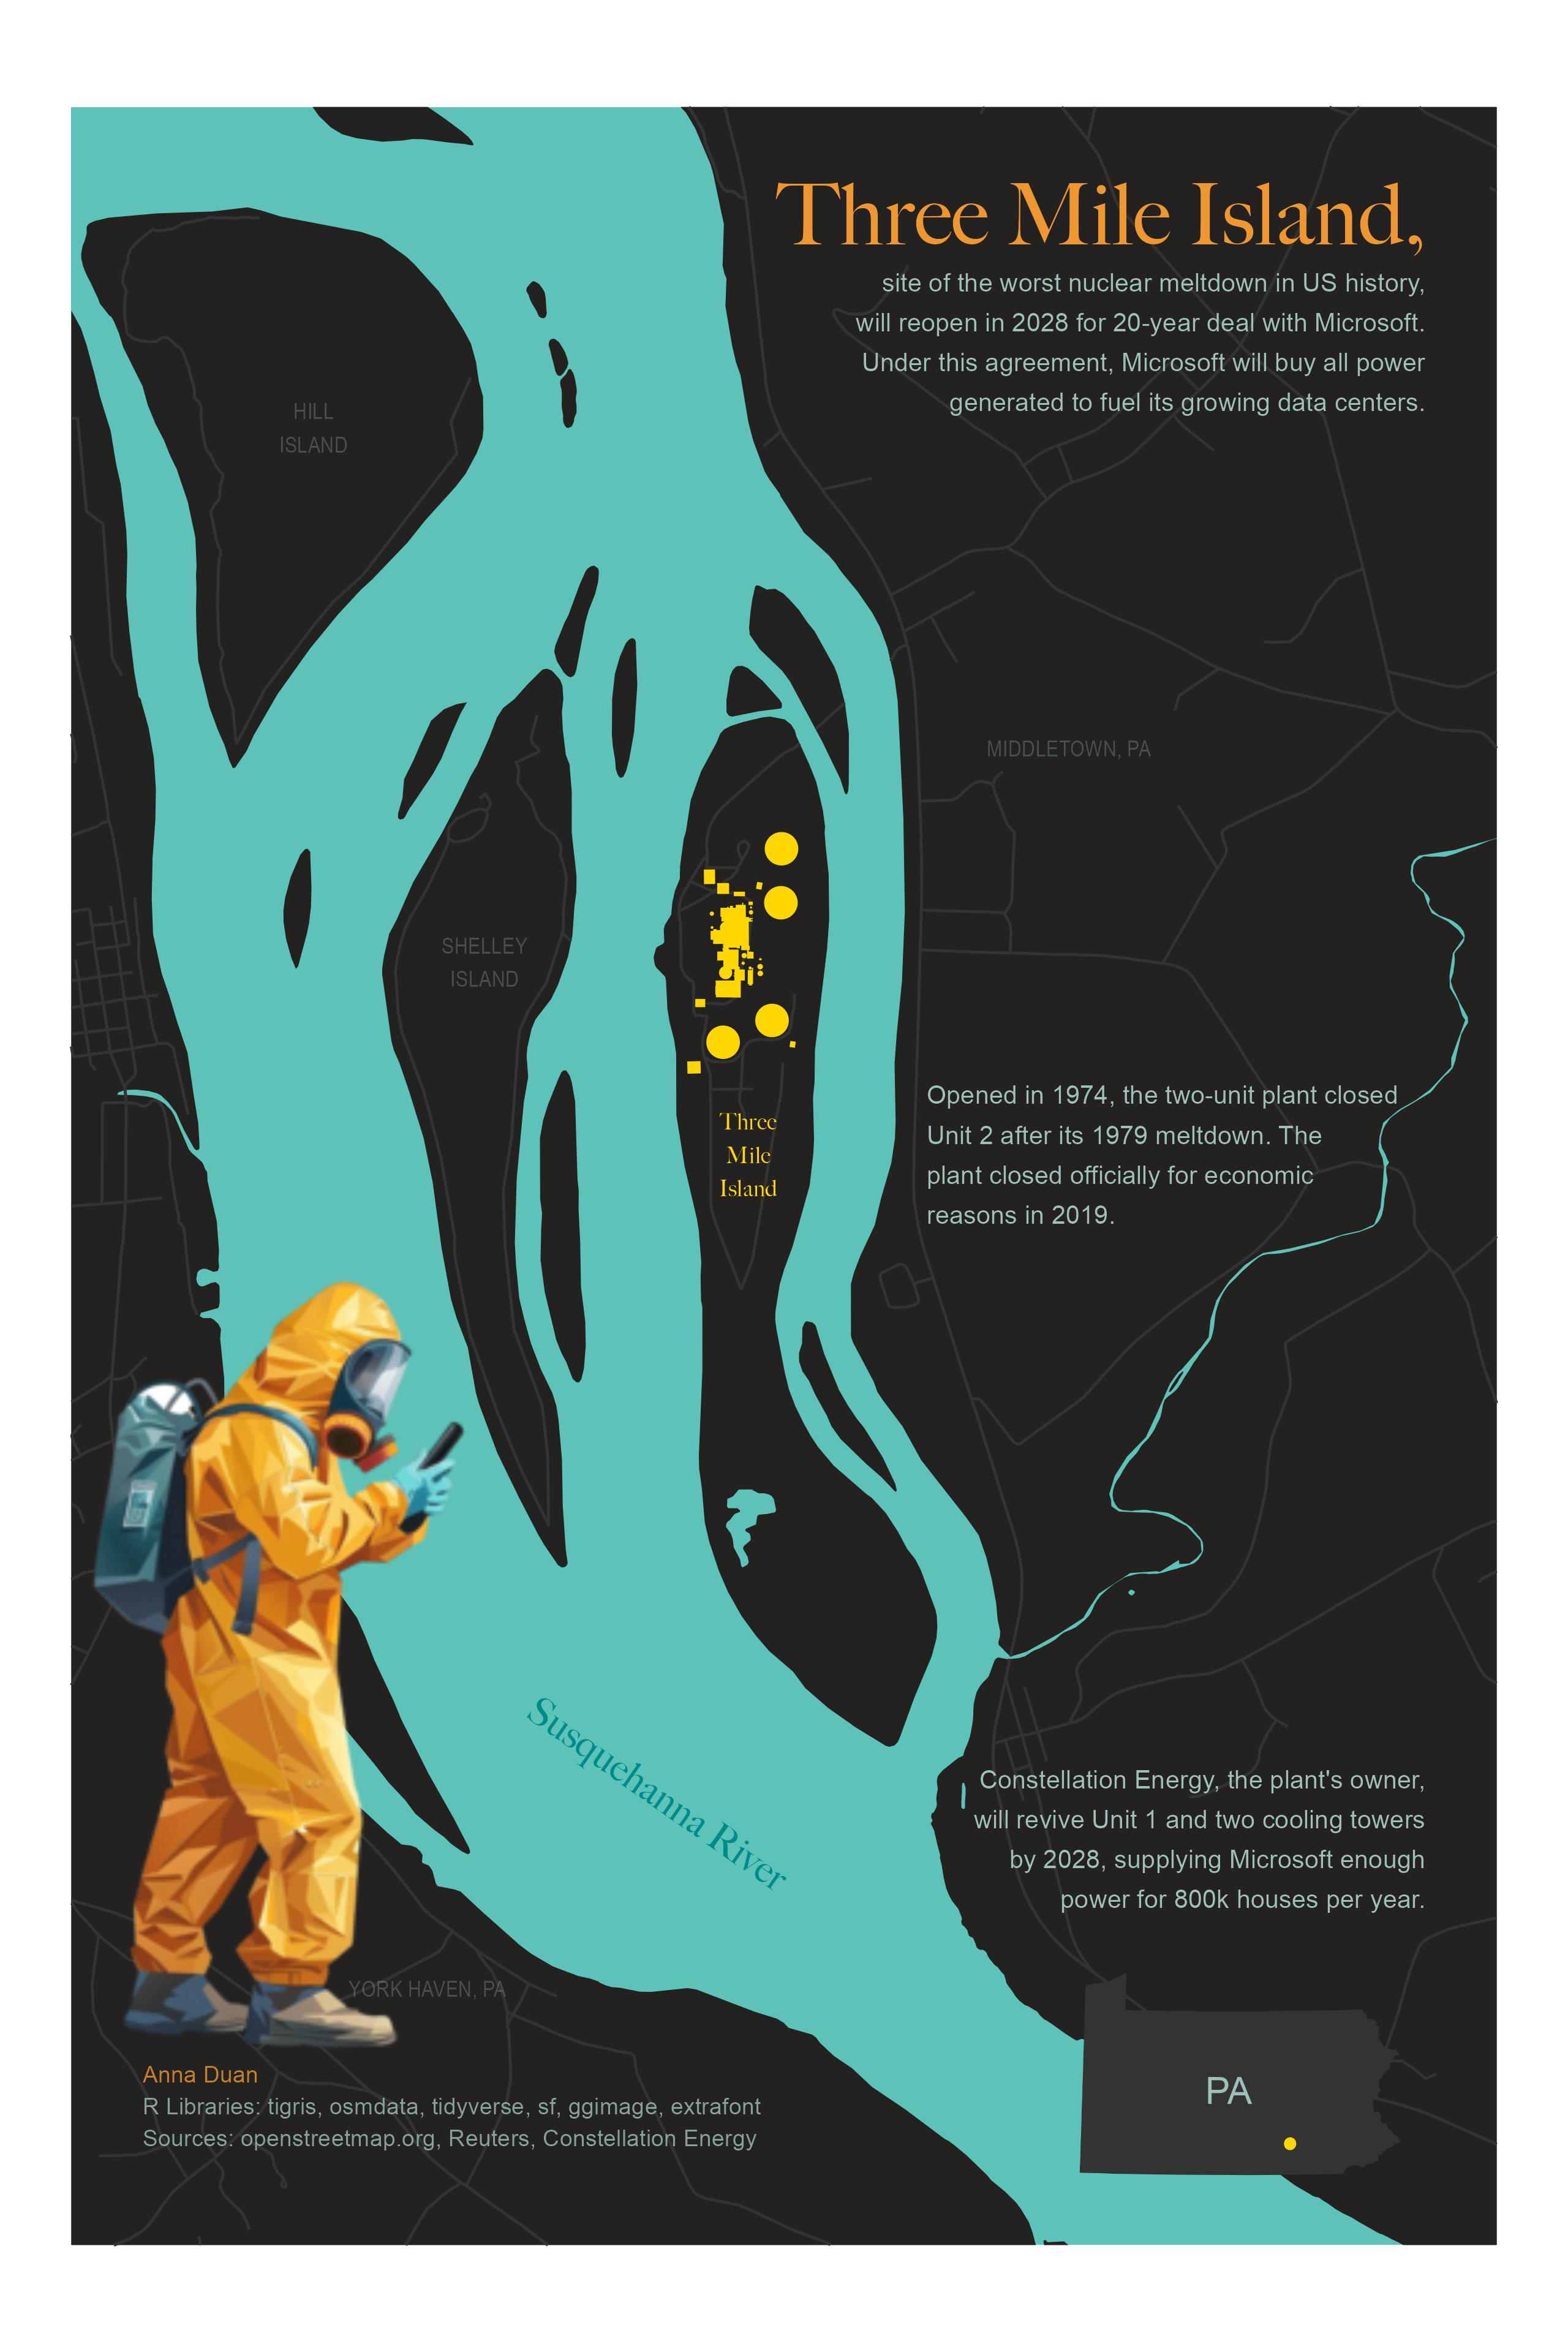 Three Mile Island,
site of the worst nuclear meltdown in US history,
will reopen in 2028 for 20-year deal with Microsoft.
Under this agreement, Microsoft will buy all power
generated to fuel its growing data centers.
HILL
ISLAND
MIDDLETOWN, PA
SHELLEY
ISLAND
Three
Mile
Island
Opened in 1974, the two-unit plant closed
Unit 2 after its 1979 meltdown. The
plant closed officially for economic
reasons in 2019.
Susquehanna River
Constellation Energy, the plant's owner,
will revive Unit 1 and two cooling towers
by 2028, supplying Microsoft enough
power for 800k houses per year.
YORK HAVEN, PA
PA
Anna Duan
R Libraries: tigris, osmdata, tidyverse, sf, ggimage, extrafont
Sources: openstreetmap.org, Reuters, Constellation Energy